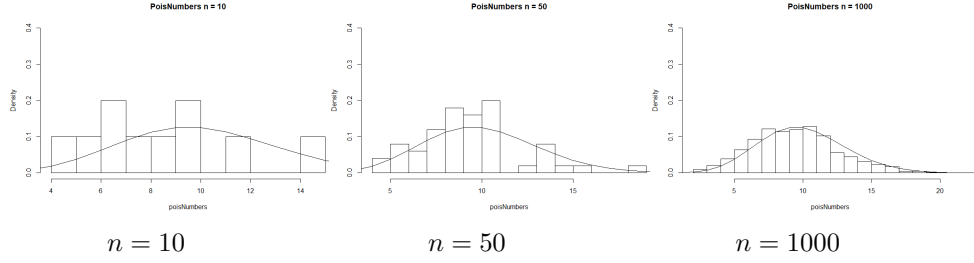 PoisNumbers n = 10
Density
0.0 0.1 0.2 0.3 0.4
4 6 8 10 12 14
poisNumbers
n = 10
PoisNumbers n = 50
Density
0.0 0.1 0.2 0.3 0.4
5 10 15
poisNumbers
n = 50
PoisNumbers n = 1000
Density
0.0 0.1 0.2 0.3 0.4
5 10 15 20
poisNumbers
n = 1000